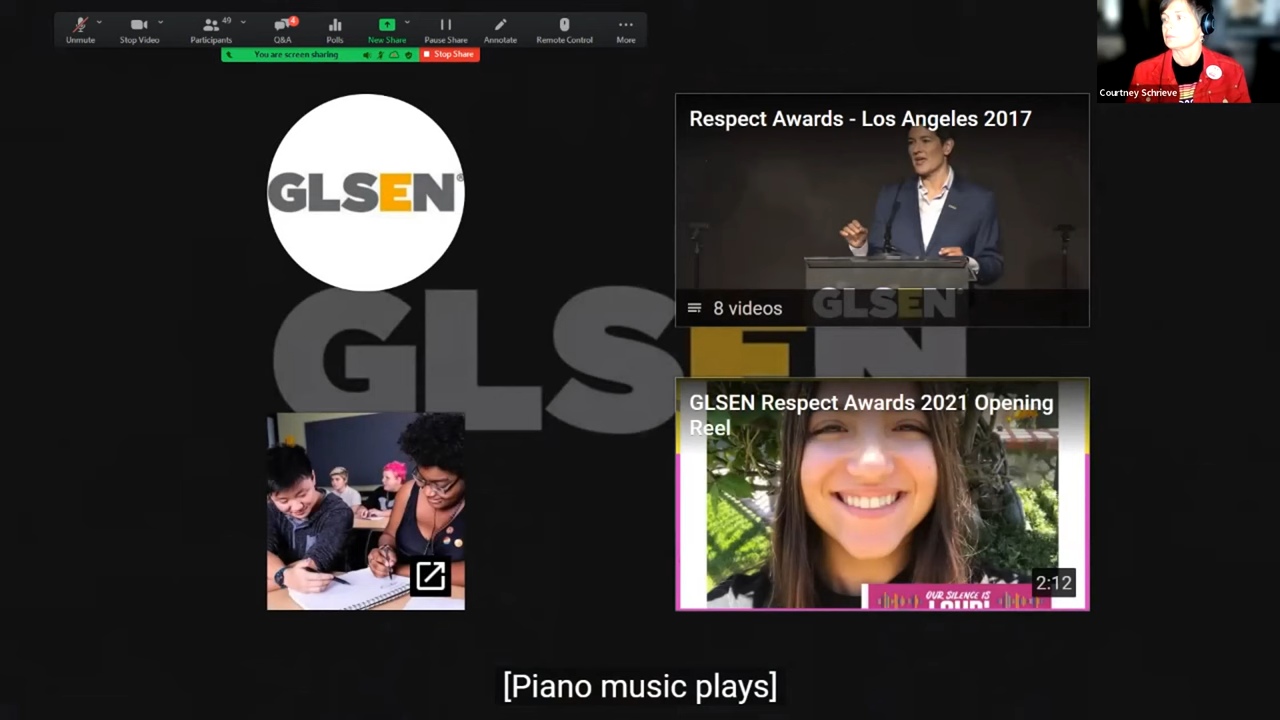 49
4
Unmute
Stop Video
Participants
Q&A
Polls
New Share
Pause Share
Annotate
Remote Control
More
You are screen sharing
Stop Share
Courtney Schrieve
GLSEN®
Respect Awards - Los Angeles 2017
GLSEN
8 videos
GLSEN
GLSEN Respect Awards 2021 Opening
Reel
2:12
OUR SILENCE IS
LOUD!
[Piano music plays]